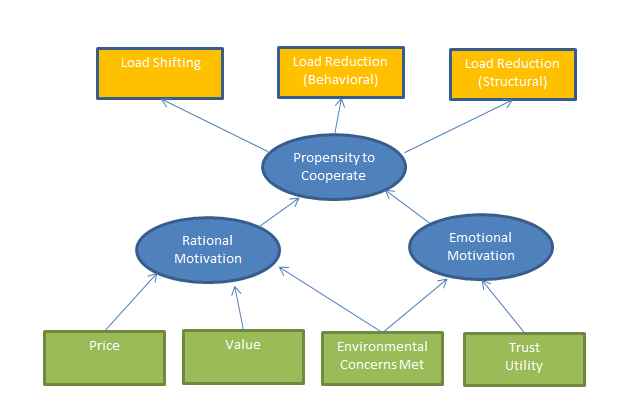 Load Shifting
Load Reduction
(Behavioral)
Load Reduction
(Structural)
Propensity to
Cooperate
Rational
Motivation
Emotional
Motivation
Price
Value
Environmental
Concerns Met
Trust
Utility